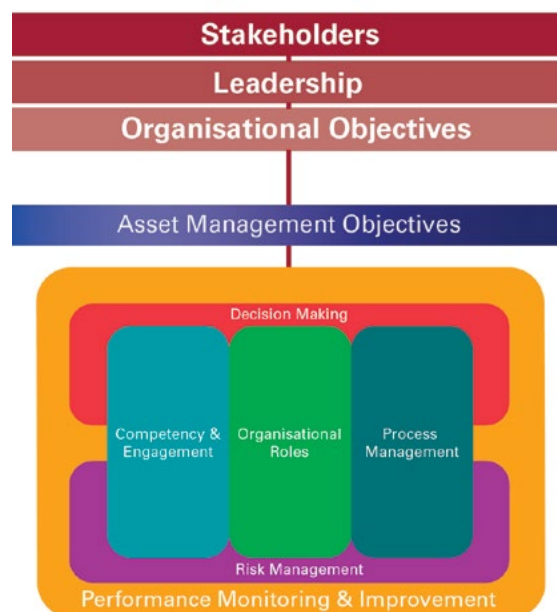 Stakeholders
Leadership
Organisational Objectives
Asset Management Objectives
Decision Making
Competency &
Engagement
Organisational
Roles
Process
Management
Risk Management
Performance Monitoring & Improvement